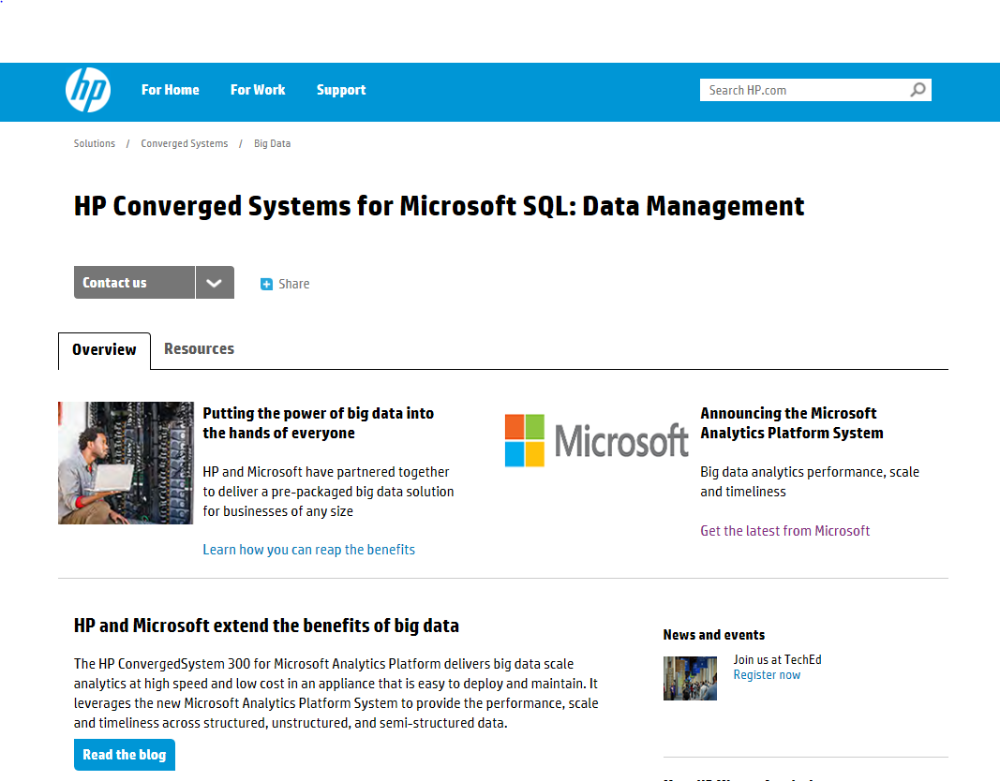 hp For Home For Work Support Search HP.com
Solutions / Converged Systems / Big Data
HP Converged Systems for Microsoft SQL: Data Management
Contact us Share
Overview Resources
Putting the power of big data into
the hands of everyone
HP and Microsoft have partnered together
to deliver a pre-packaged big data solution
for businesses of any size
Learn how you can reap the benefits
Microsoft
Announcing the Microsoft
Analytics Platform System
Big data analytics performance, scale
and timeliness
Get the latest from Microsoft
HP and Microsoft extend the benefits of big data
The HP ConvergedSystem 300 for Microsoft Analytics Platform delivers big data scale
analytics at high speed and low cost in an appliance that is easy to deploy and maintain. It
leverages the new Microsoft Analytics Platform System to provide the performance, scale
and timeliness across structured, unstructured, and semi-structured data.
Read the blog
News and events
Join us at TechEd
Register now